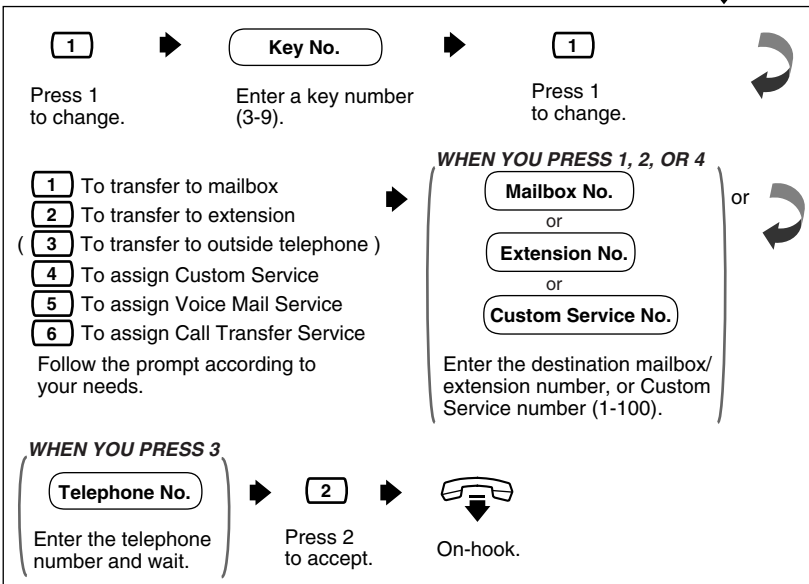 1
Key No.
1
Press 1
to change.
Enter a key number
(3-9).
Press 1
to change.
1 To transfer to mailbox
2 To transfer to extension
( 3 To transfer to outside telephone )
4 To assign Custom Service
5 To assign Voice Mail Service
6 To assign Call Transfer Service
Follow the prompt according to
your needs.
WHEN YOU PRESS 1, 2, OR 4
Mailbox No.
or
Extension No.
or
Custom Service No.
Enter the destination mailbox/
extension number, or Custom
Service number (1-100).
or
WHEN YOU PRESS 3
Telephone No.
Enter the telephone
number and wait.
2
Press 2
to accept.
On-hook.